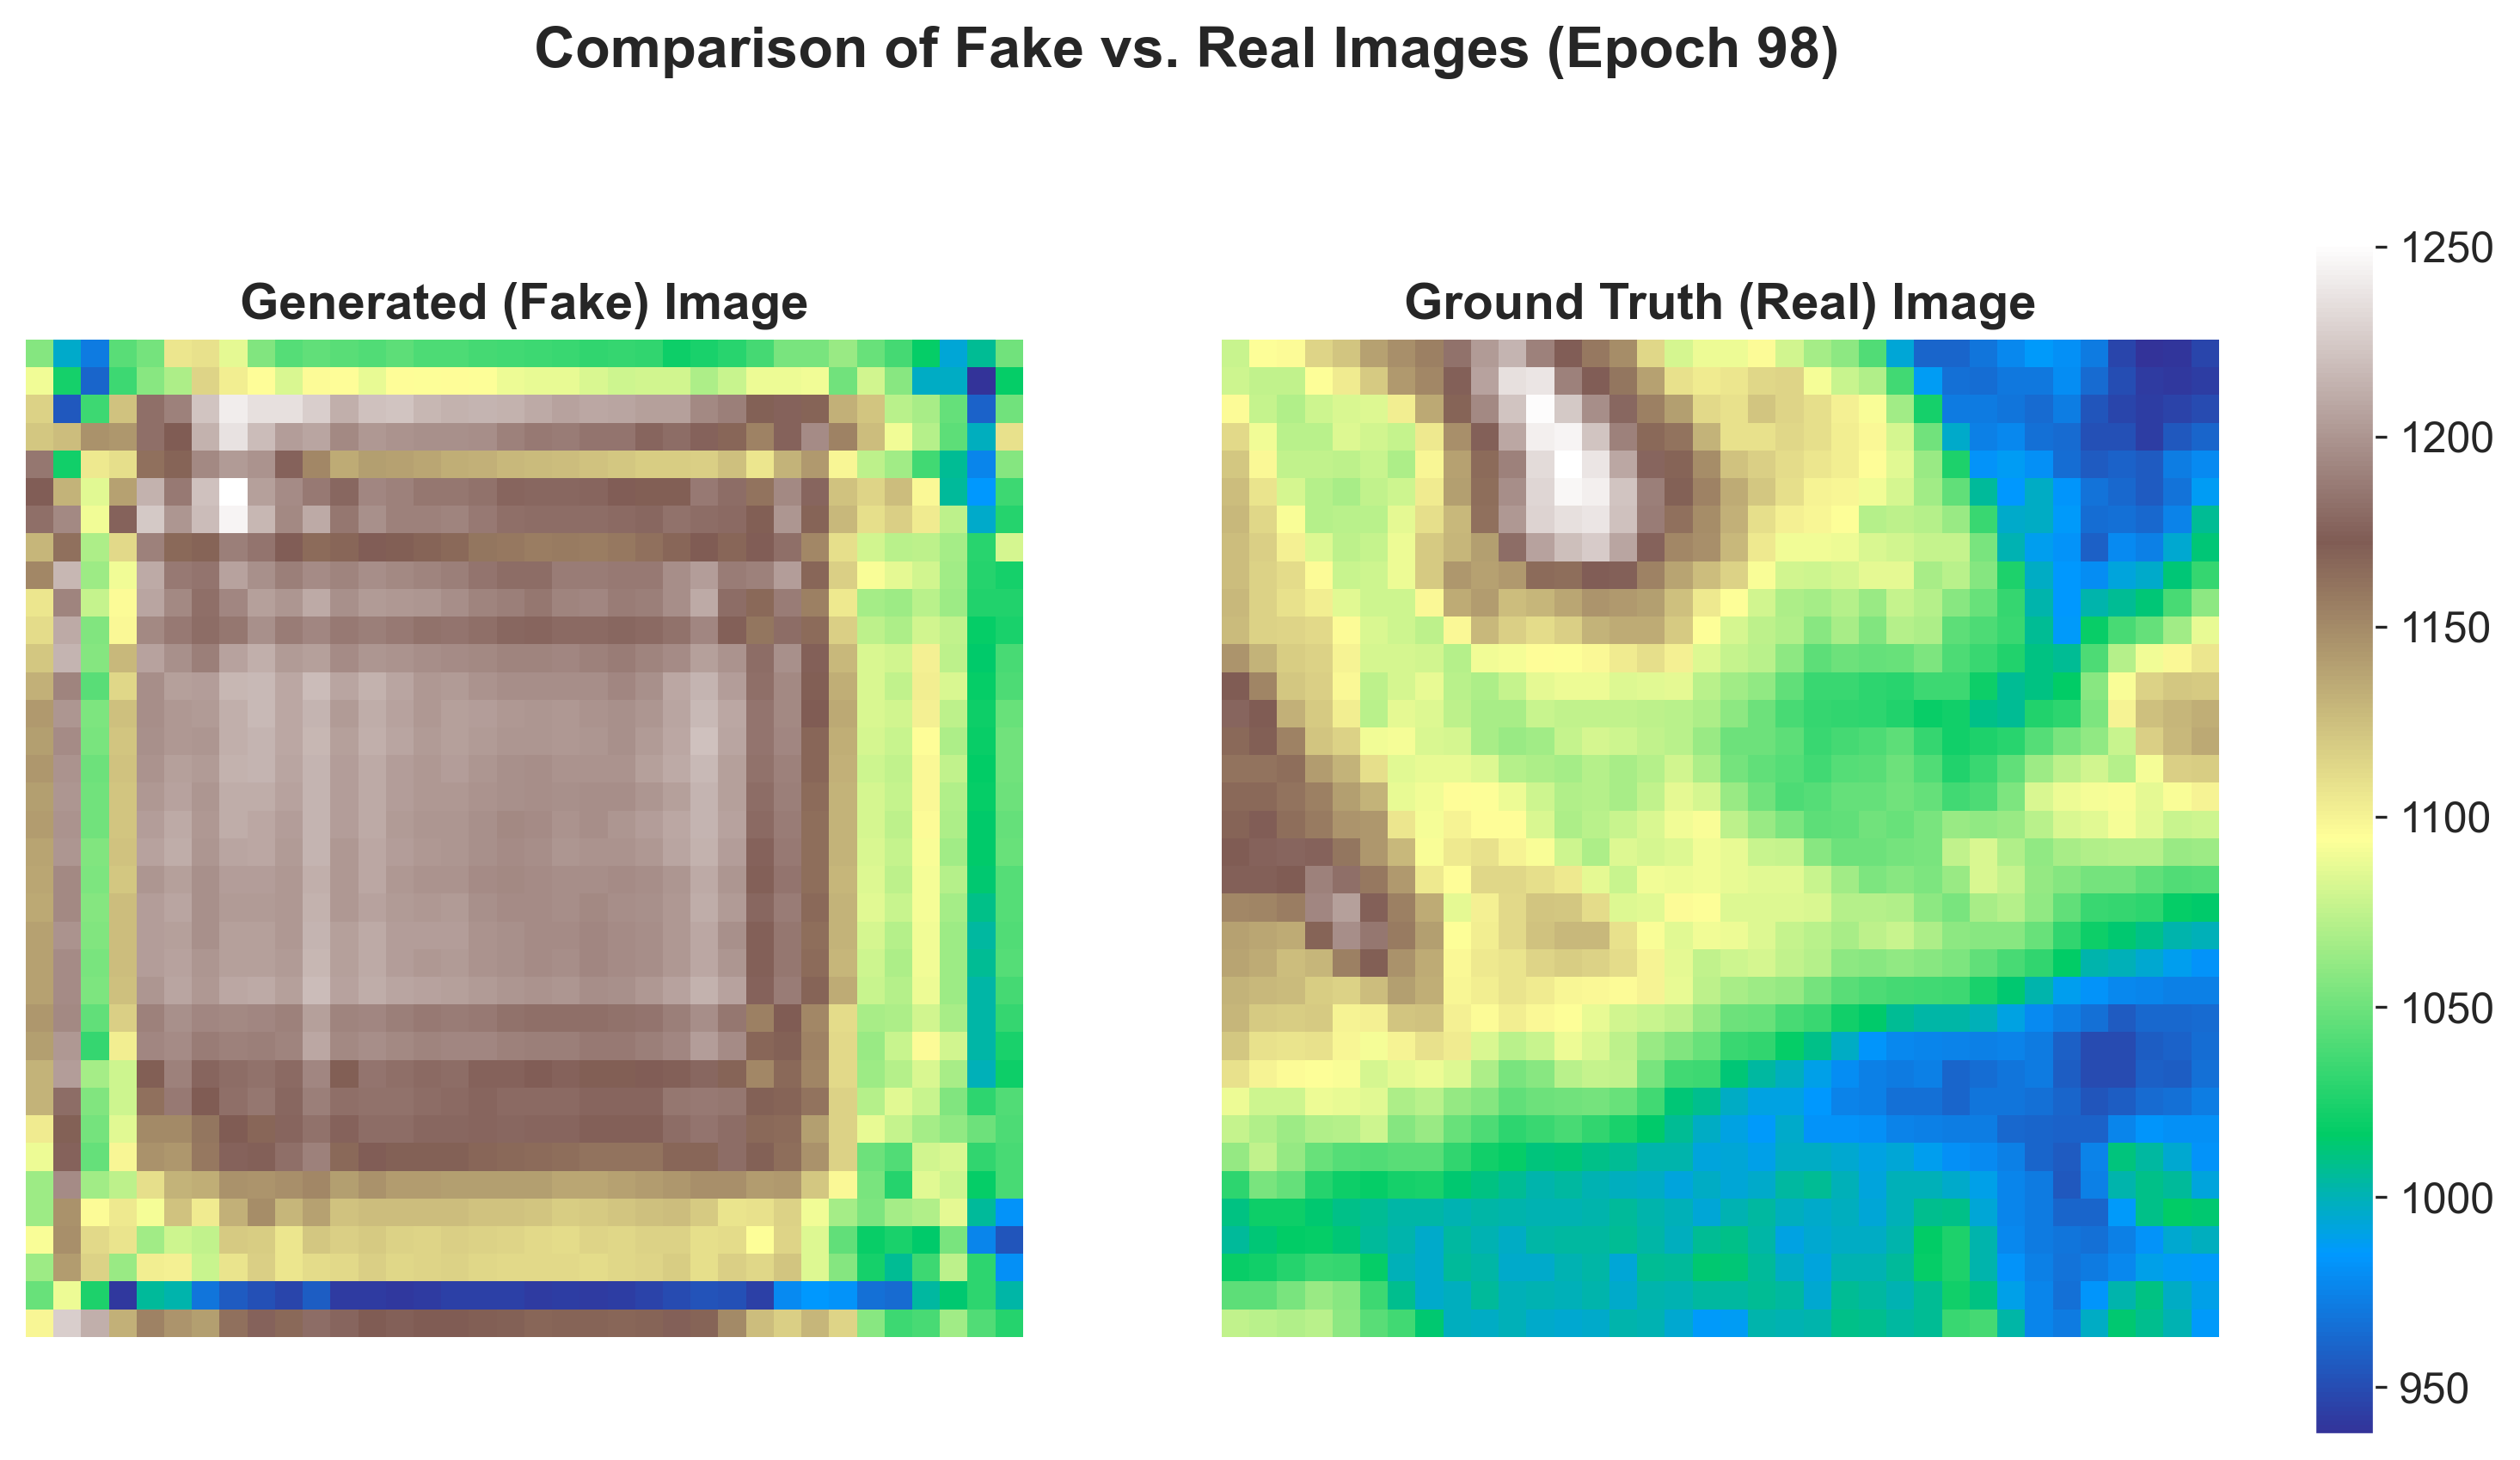 Comparison of Fake vs. Real Images (Epoch 98)
Generated (Fake) Image
Ground Truth (Real) Image
1250
1200
1150
1100
1050
1000
950